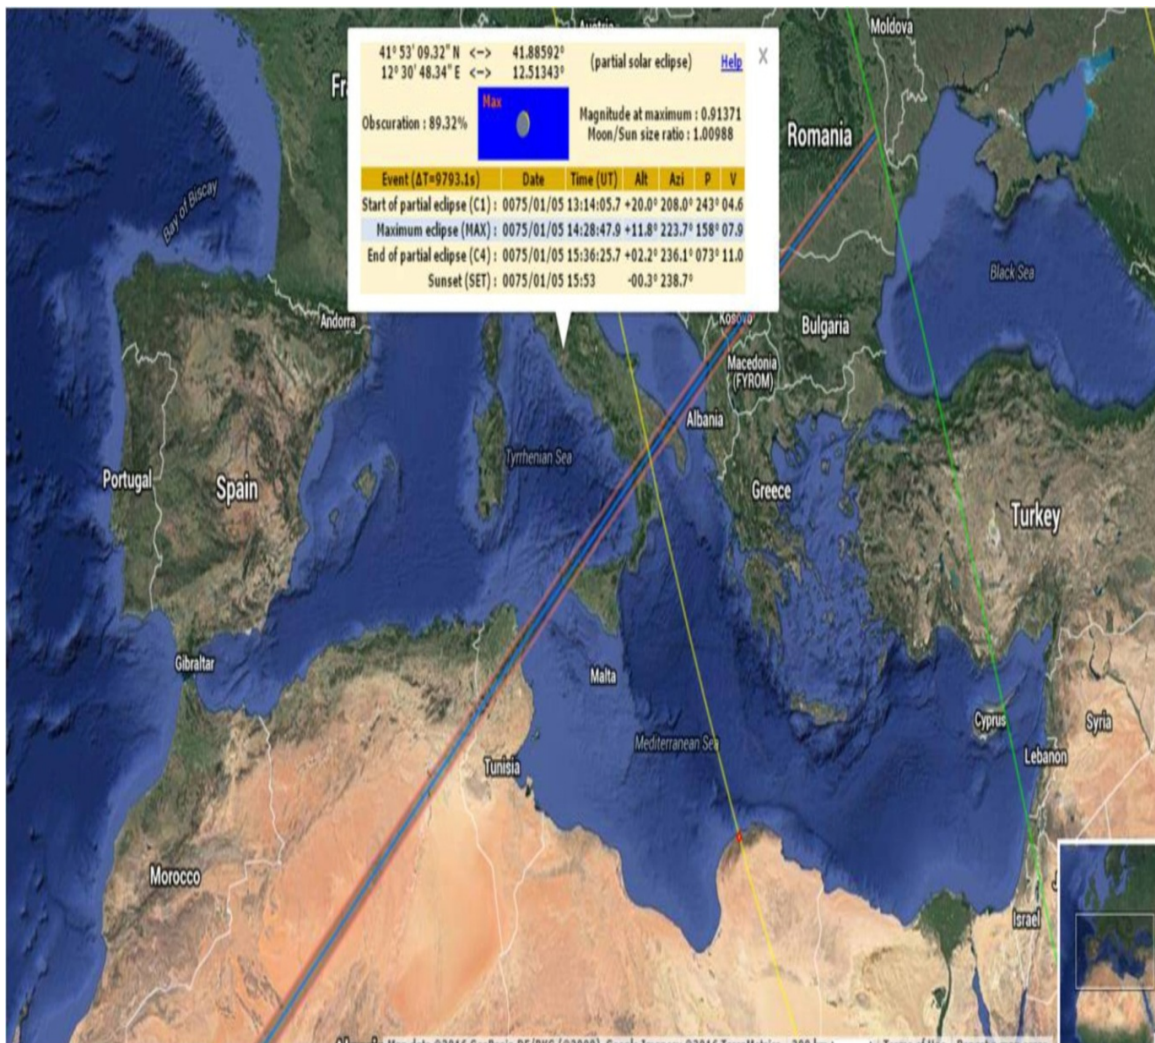 Austria
Moldova
41° 53' 09.32" N <–> 41.88592°
12° 30' 48.34" E <–> 12.51343°
(partial solar eclipse)
Help
X
Fra
Max
Obscuration : 89.32%
Magnitude at maximum : 0.91371
Moon/Sun size ratio : 1.00988
Romania
Event (ΔT=9793.1s) Date Time (UT) Alt Azi P V
Start of partial eclipse (C1) : 0075/01/05 13:14:05.7 +20.0° 208.0° 243° 04.6
Maximum eclipse (MAX) : 0075/01/05 14:28:47.9 +11.8° 223.7° 158° 07.9
End of partial eclipse (C4) : 0075/01/05 15:36:25.7 +02.2° 236.1° 073° 11.0
Sunset (SET) : 0075/01/05 15:53 -00.3° 238.7°
Bay of Biscay
Black Sea
Andorra
Kosovo
Bulgaria
Macedonia
(FYROM)
Albania
Tyrrhenian Sea
Portugal
Spain
Greece
Turkey
Gibraltar
Malta
Cyprus
Syria
Mediterranean Sea
Lebanon
Tunisia
Morocco
Israel